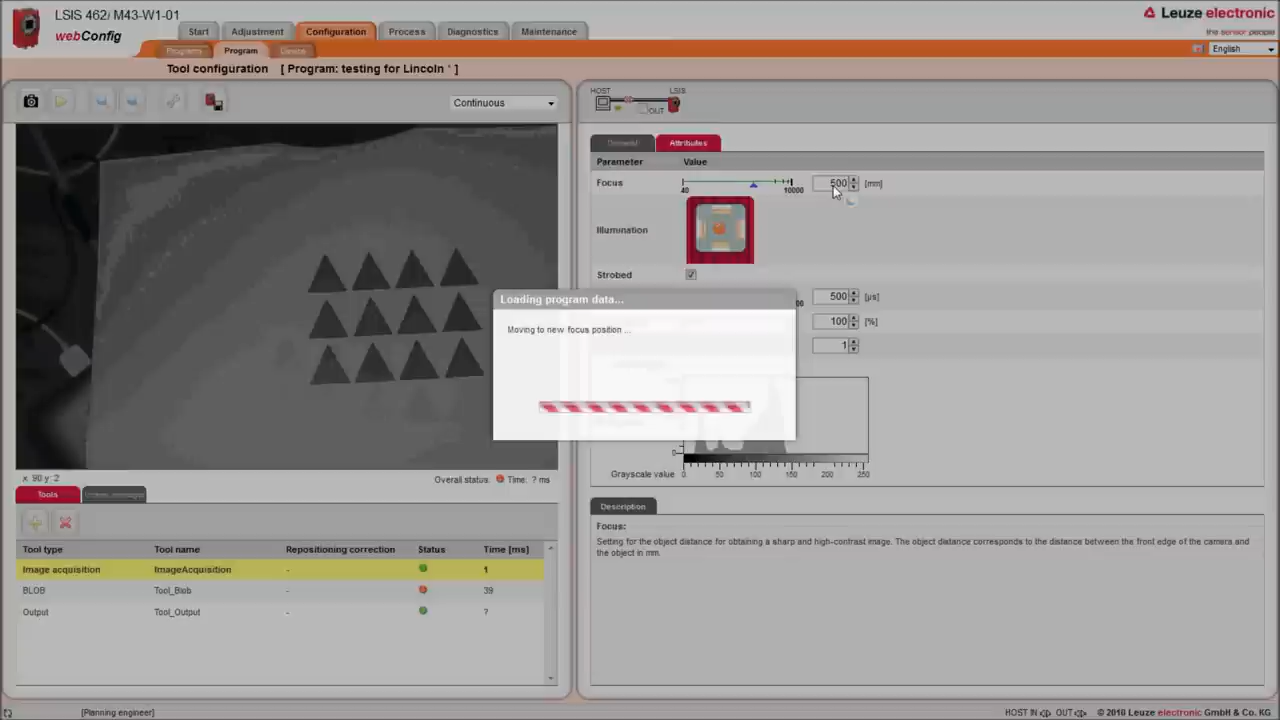 LSIS 462i M43-W1-01
webConfig
Leuze electronic
the sensor people
Start
Adjustment
Configuration
Process
Diagnostics
Maintenance
Programs
Program
Device
English
Tool configuration [ Program: testing for Lincoln * ]
Continuous
HOST
LSIS
OUT
General
Attributes
Parameter
Value
Focus
40
10000
500
[mm]
Illumination
Strobed
500
[µs]
100
[%]
1
Loading program data...
Moving to new focus position ...
0
Grayscale value
0
50
100
150
200
250
x: 90 y: 2
Overall status:
Time: ? ms
Tools
Description
Focus:
Setting for the object distance for obtaining a sharp and high-contrast image. The object distance corresponds to the distance between the front edge of the camera and
the object in mm.
Tool type
Tool name
Repositioning correction
Status
Time [ms]
Image acquisition
ImageAcquisition
-
1
BLOB
Tool_Blob
-
39
Output
Tool_Output
-
?
[Planning engineer]
HOST IN
OUT
© 2010 Leuze electronic GmbH & Co. KG